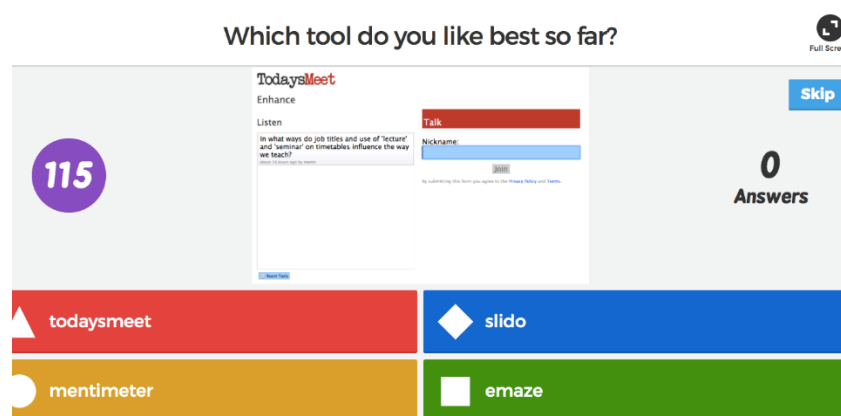 Which tool do you like best so far?
Full Scre
TodaysMeet
Enhance
Skip
Listen
Talk
In what ways do job titles and use of 'lecture'
and 'seminar' on timetables influence the way
we teach?
Nickname:
Join
By submitting this form you agree to the Privacy Policy and Terms.
115
0
Answers
Room Tools
todaysmeet
slido
mentimeter
emaze